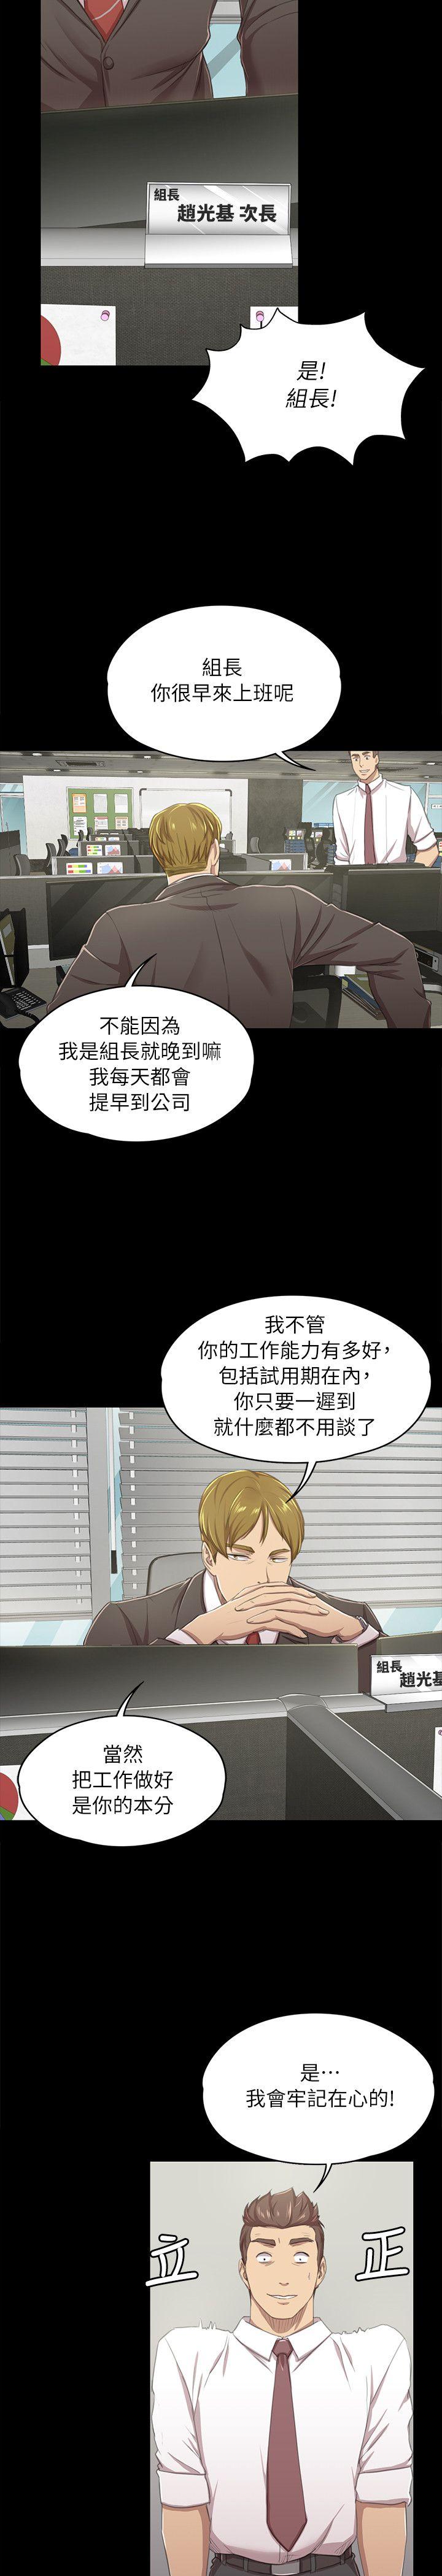 組長
趙光基 次長
是!
組長!
組長
你很早來上班呢
不能因為
我是組長就晚到嘛
我每天都會
提早到公司
我不管
你的工作能力有多好,
包括試用期在內,
你只要一遲到
就什麼都不用談了
組長
趙光基
當然
把工作做好
是你的本分
是⋯
我會牢記在心的!
立正